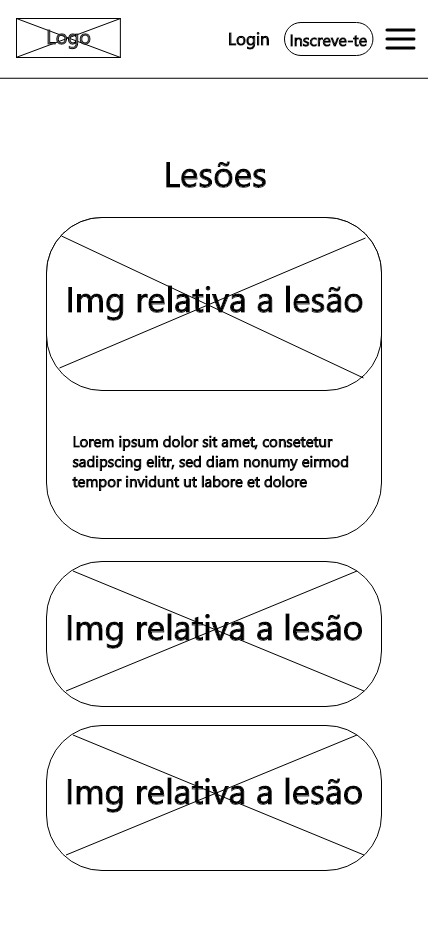 Logo
Login
Inscreve-te
Lesões
Img relativa a lesão
Lorem ipsum dolor sit amet, consetetur
sadipscing elitr, sed diam nonumy eirmod
tempor invidunt ut labore et dolore
Img relativa a lesão
Img relativa a lesão